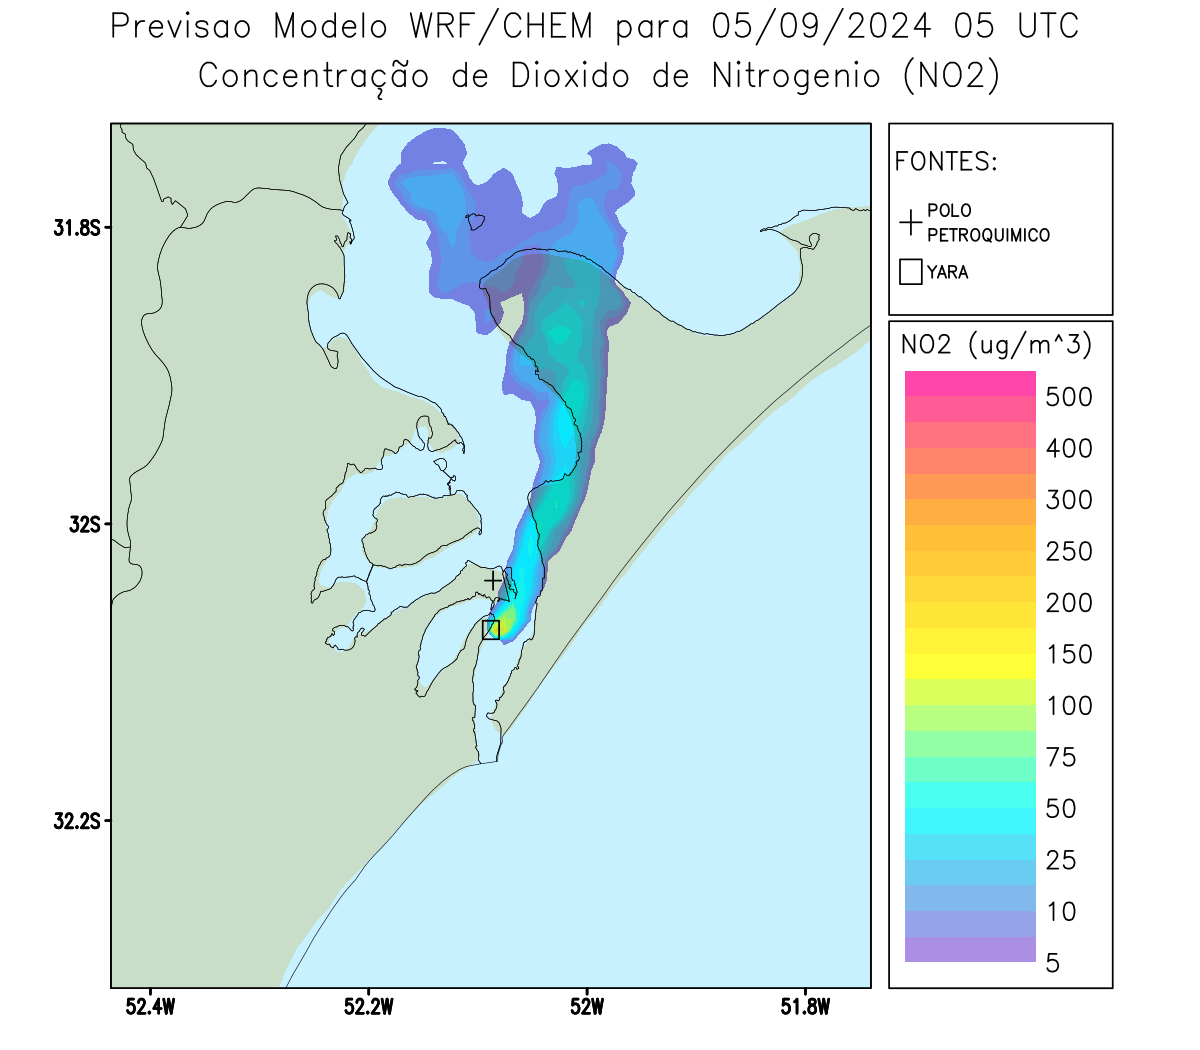 Previsao Modelo WRF/CHEM para 05/09/2024 05 UTC
Concentração de Dioxido de Nitrogenio (NO2)
FONTES:
POLO
PETROQUIMICO
YARA
NO2 (ug/m^3)
500
400
300
250
200
150
100
75
50
25
10
5
31.8S
32S
32.2S
52.4W
52.2W
52W
51.8W